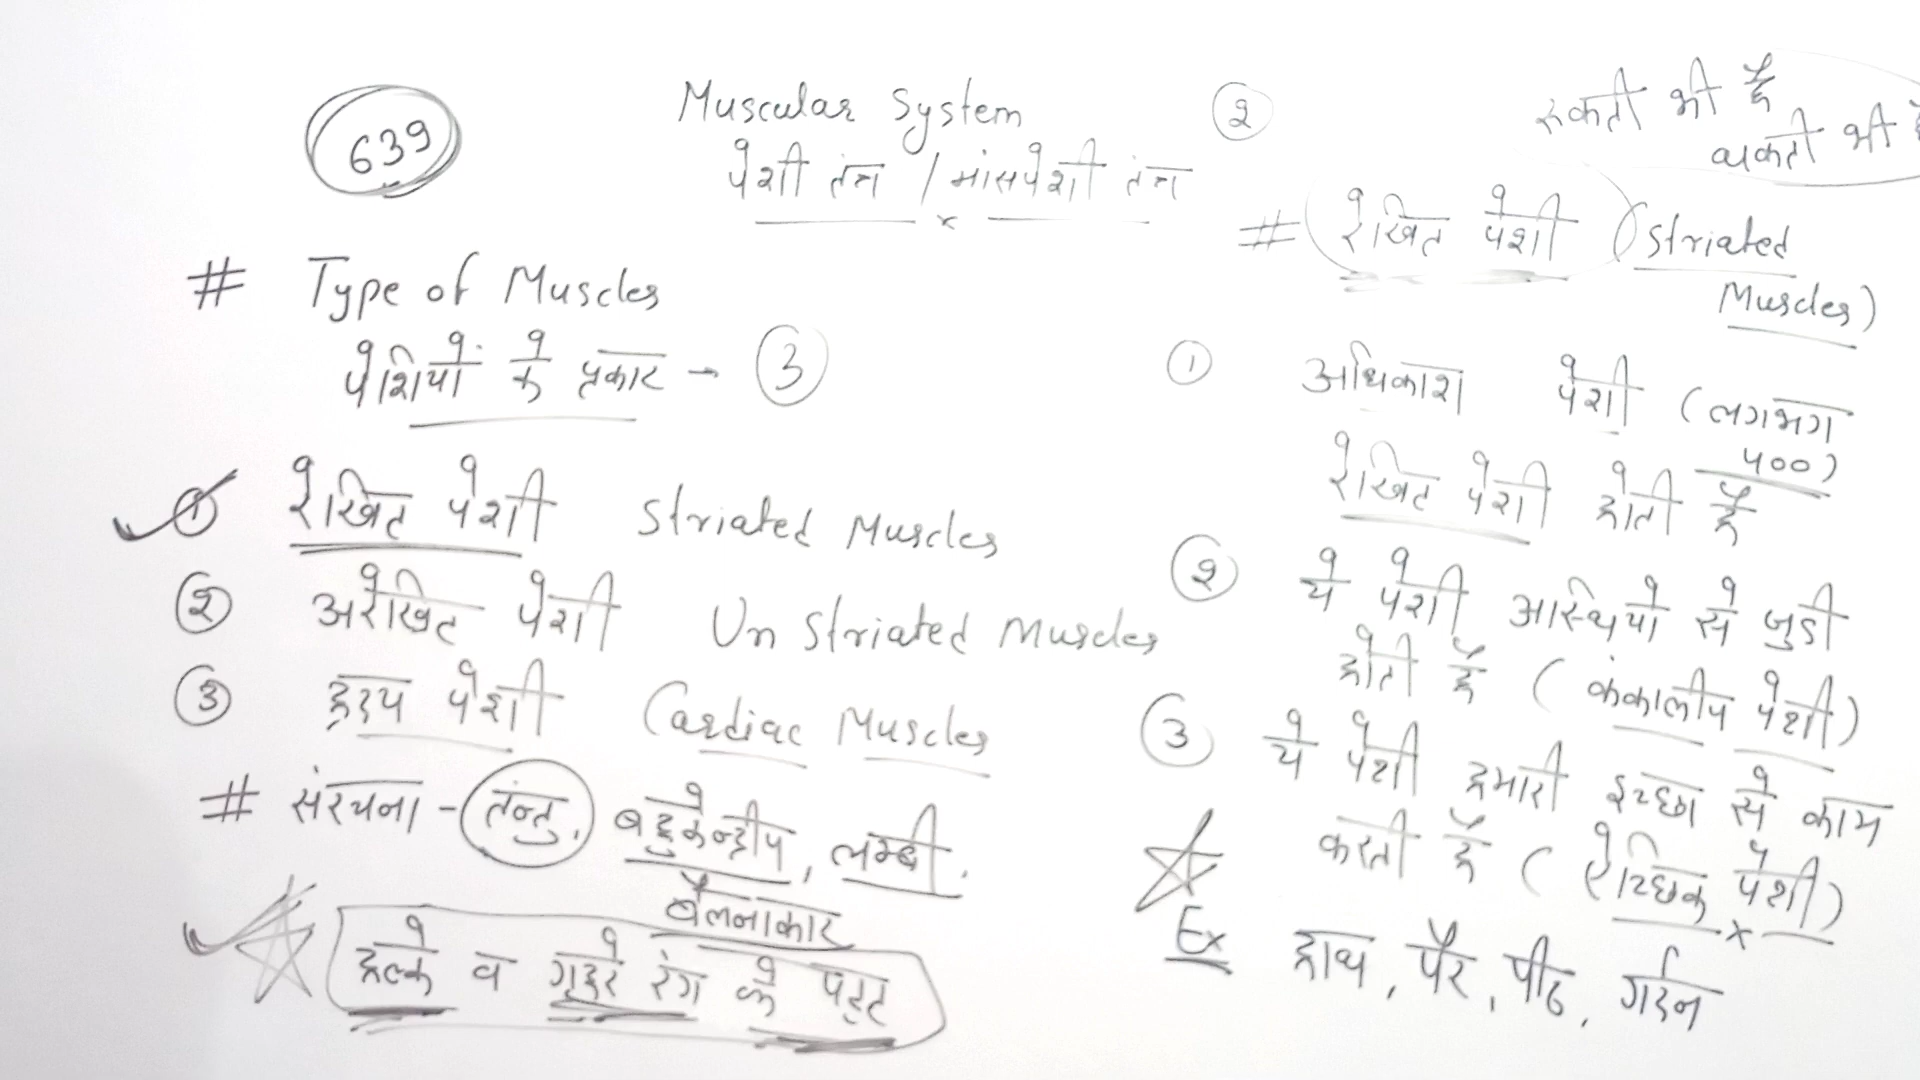 639
Muscular System
पेशी तंत्र / मांसपेशी तंत्र
# Type of Muscles
पेशियों के प्रकार - 3
1 रेखित पेशी Striated Muscles
2 अरेखित पेशी Un Striated Muscles
3 हृदय पेशी Cardiac Muscles
# संरचना - तन्तु, बहुकेन्द्रीय, लम्बी,
बेलनाकार
हल्के व गहरे रंग के पट्ट
2
रुकती भी है
थकती भी है
# रेखित पेशी (Striated
Muscles)
1 अधिकांश पेशी (लगभग
400)
रेखित पेशी होती है
2 ये पेशी अस्थियो से जुडी
होती है (कंकालीय पेशी)
3 ये पेशी हमारी इच्छा से काम
करती है (ऐच्छिक पेशी)
Ex हाथ, पैर, पीठ, गर्दन